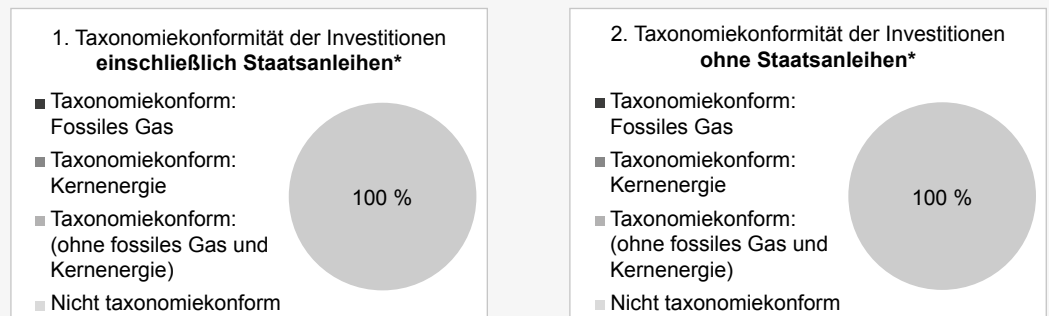 1. Taxonomiekonformität der Investitionen
einschließlich Staatsanleihen*
Taxonomiekonform:
Fossiles Gas
Taxonomiekonform:
Kernenergie
Taxonomiekonform:
(ohne fossiles Gas und
Kernenergie)
Nicht taxonomiekonform
100 %
2. Taxonomiekonformität der Investitionen
ohne Staatsanleihen*
Taxonomiekonform:
Fossiles Gas
Taxonomiekonform:
Kernenergie
Taxonomiekonform:
(ohne fossiles Gas und
Kernenergie)
Nicht taxonomiekonform
100 %